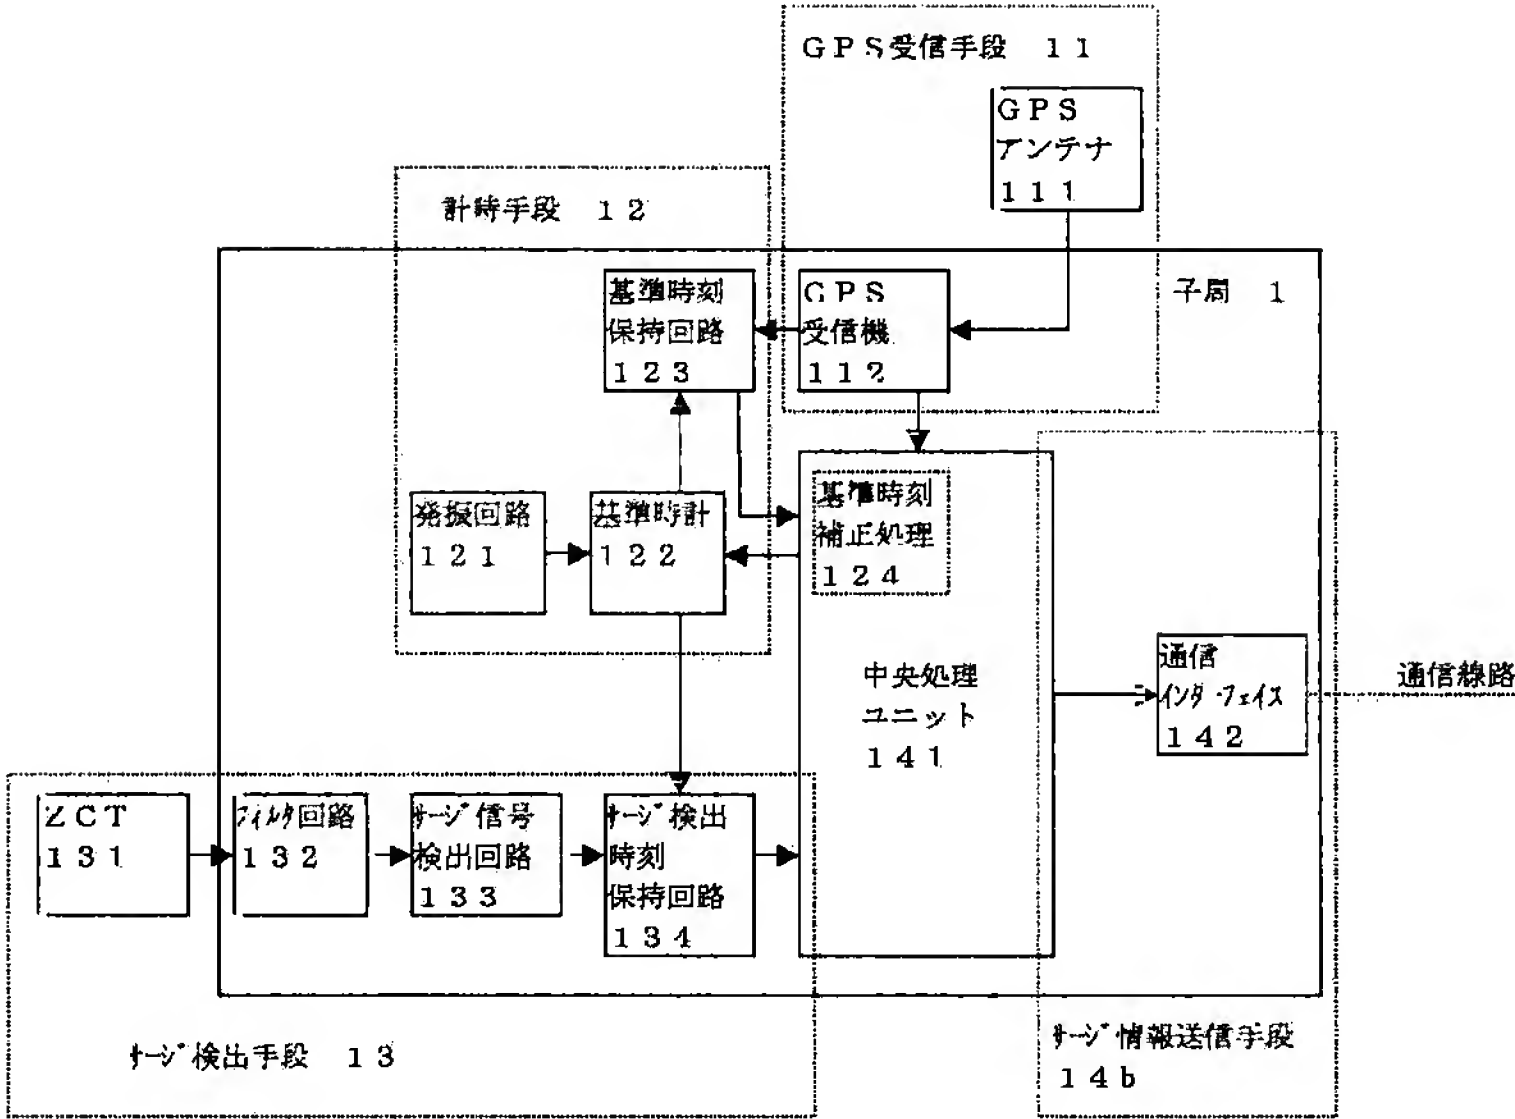 GPS受信手段 11
GPS
アンテナ
111
計時手段 12
基準時刻
保持回路
123
GPS
受信機
112
子局 1
発振回路
121
基準時計
122
基準時刻
補正処理
124
中央処理
ユニット
141
通信
インターフェイス
142
通信線路
ZCT
131
フィルタ回路
132
サージ信号
検出回路
133
サージ検出
時刻
保持回路
134
サージ検出手段 13
サージ情報送信手段
14b